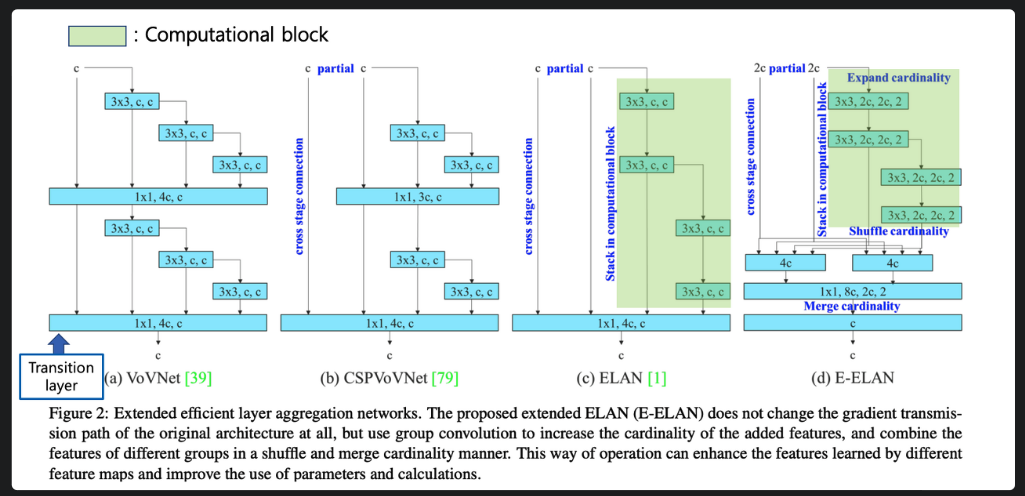 : Computational block
c
3x3, c, c
3x3, c, c
3x3, c, c
1x1, 4c, c
3x3, c, c
3x3, c, c
3x3, c, c
1x1, 4c, c
c
Transition
layer
(a) VoVNet [39]
c partial c
cross stage connection
3x3, c, c
3x3, c, c
1x1, 3c, c
3x3, c, c
3x3, c, c
1x1, 4c, c
c
(b) CSPVoVNet [79]
c partial c
cross stage connection
Stack in computational block
3x3, c, c
3x3, c, c
3x3, c, c
3x3, c, c
1x1, 4c, c
c
(c) ELAN [1]
2c partial 2c
cross stage connection
Stack in computational block
Expand cardinality
3x3, 2c, 2c, 2
3x3, 2c, 2c, 2
3x3, 2c, 2c, 2
3x3, 2c, 2c, 2
Shuffle cardinality
4c
4c
1x1, 8c, 2c, 2
Merge cardinality
c
c
(d) E-ELAN
Figure 2: Extended efficient layer aggregation networks. The proposed extended ELAN (E-ELAN) does not change the gradient transmis-
sion path of the original architecture at all, but use group convolution to increase the cardinality of the added features, and combine the
features of different groups in a shuffle and merge cardinality manner. This way of operation can enhance the features learned by different
feature maps and improve the use of parameters and calculations.